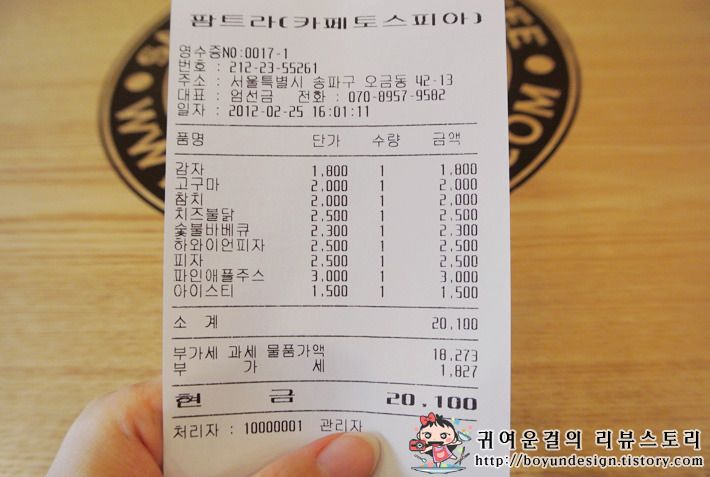 팜트라(카페토스피아)
영수증NO:0017-1
번호 : 212-23-55261
주소 : 서울특별시 송파구 오금동 42-13
대표 : 엄선금 전화 : 070-8957-9582
일자 : 2012-02-25 16:01:11
품명 단가 수량 금액
감자 1,800 1 1,800
고구마 2,000 1 2,000
참치 2,000 1 2,000
치즈불닭 2,500 1 2,500
숯불바베큐 2,300 1 2,300
하와이언피자 2,500 1 2,500
피자 2,500 1 2,500
파인애플주스 3,000 1 3,000
아이스티 1,500 1 1,500
소 계 20,100
부가세 과세 물품가액 18,273
부 가 세 1,827
현 금 20,100
처리자 : 10000001 관리자
귀여운걸의 리뷰스토리
http://boyundesign.tistory.com